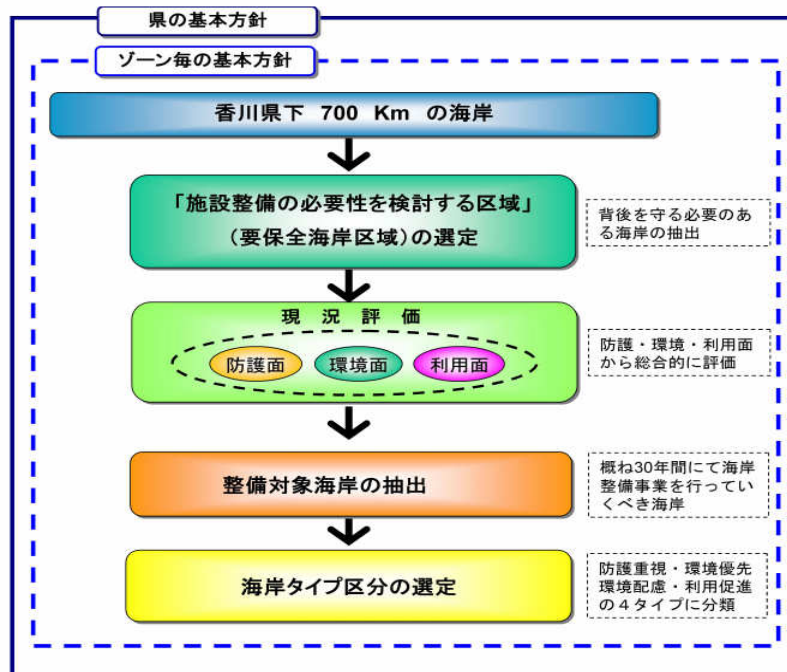 県の基本方針
ゾーン毎の基本方針
香川県下 700 Km の海岸
「施設整備の必要性を検討する区域」
(要保全海岸区域)の選定
背後を守る必要のあ
る海岸の抽出
現 況 評 価
防護面
環境面
利用面
防護・環境・利用面
から総合的に評価
整備対象海岸の抽出
概ね30年間にて海岸
整備事業を行ってい
くべき海岸
海岸タイプ区分の選定
防護重視・環境優先
環境配慮・利用促進
の4タイプに分類